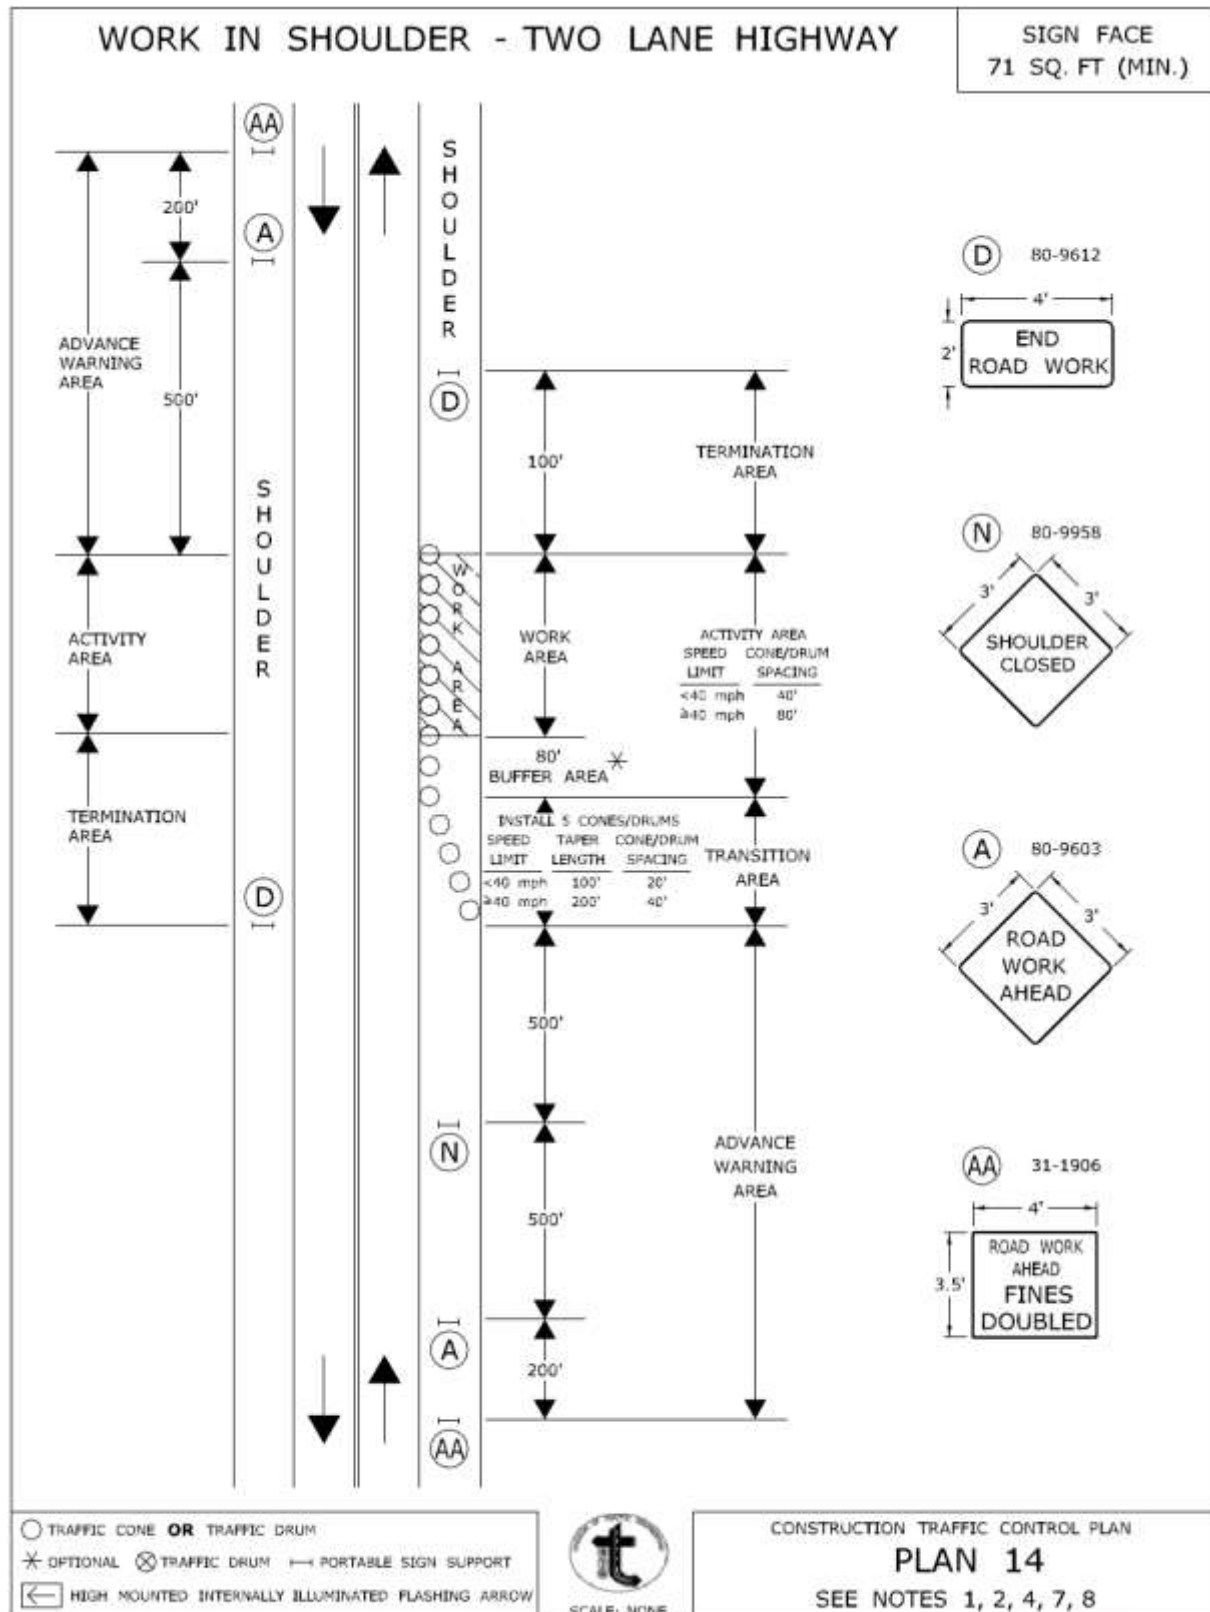 WORK IN SHOULDER - TWO LANE HIGHWAY
SIGN FACE
71 SQ. FT (MIN.)
AA
200'
A
ADVANCE
WARNING
AREA
500'
SHOULDER
ACTIVITY
AREA
TERMINATION
AREA
D
SHOULDER
D
100'
TERMINATION
AREA
WORK AREA
WORK
AREA
ACTIVITY AREA
SPEED CONE/DRUM
LIMIT SPACING
<40 mph 40'
≥40 mph 80'
80'
BUFFER AREA *
INSTALL 5 CONES/DRUMS
SPEED TAPER CONE/DRUM
LIMIT LENGTH SPACING
<40 mph 100' 20'
≥40 mph 200' 40'
TRANSITION
AREA
500'
N
500'
ADVANCE
WARNING
AREA
A
200'
AA
D 80-9612
4'
2'
END
ROAD WORK
N 80-9958
3' 3'
SHOULDER
CLOSED
A 80-9603
3' 3'
ROAD
WORK
AHEAD
AA 31-1906
4'
3.5'
ROAD WORK
AHEAD
FINES
DOUBLED
TRAFFIC CONE OR TRAFFIC DRUM
* OPTIONAL TRAFFIC DRUM PORTABLE SIGN SUPPORT
HIGH MOUNTED INTERNALLY ILLUMINATED FLASHING ARROW
t
SCALE: NONE
CONSTRUCTION TRAFFIC CONTROL PLAN
PLAN 14
SEE NOTES 1, 2, 4, 7, 8